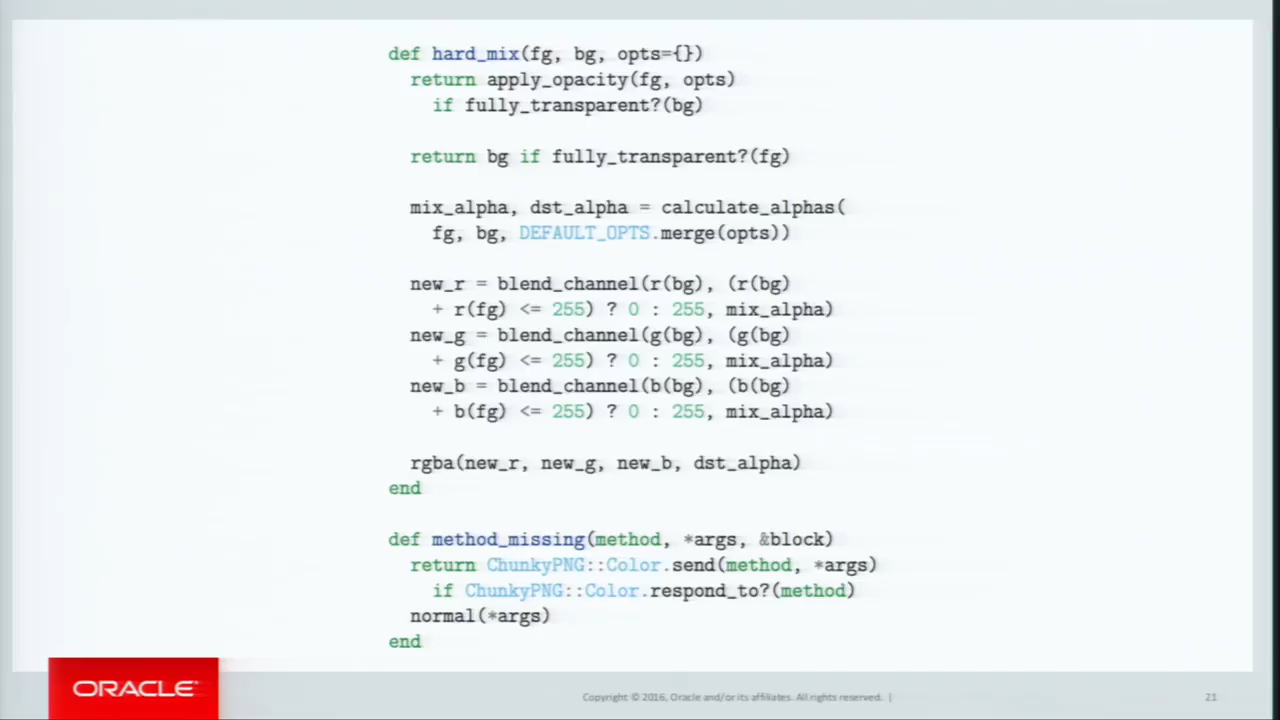 def hard_mix(fg, bg, opts={})
  return apply_opacity(fg, opts)
    if fully_transparent?(bg)

  return bg if fully_transparent?(fg)

  mix_alpha, dst_alpha = calculate_alphas(
    fg, bg, DEFAULT_OPTS.merge(opts))

  new_r = blend_channel(r(bg), (r(bg)
    + r(fg) <= 255) ? 0 : 255, mix_alpha)
  new_g = blend_channel(g(bg), (g(bg)
    + g(fg) <= 255) ? 0 : 255, mix_alpha)
  new_b = blend_channel(b(bg), (b(bg)
    + b(fg) <= 255) ? 0 : 255, mix_alpha)

  rgba(new_r, new_g, new_b, dst_alpha)
end

def method_missing(method, *args, &block)
  return ChunkyPNG::Color.send(method, *args)
    if ChunkyPNG::Color.respond_to?(method)
  normal(*args)
end
ORACLE
Copyright © 2016, Oracle and/or its affiliates. All rights reserved. |
21